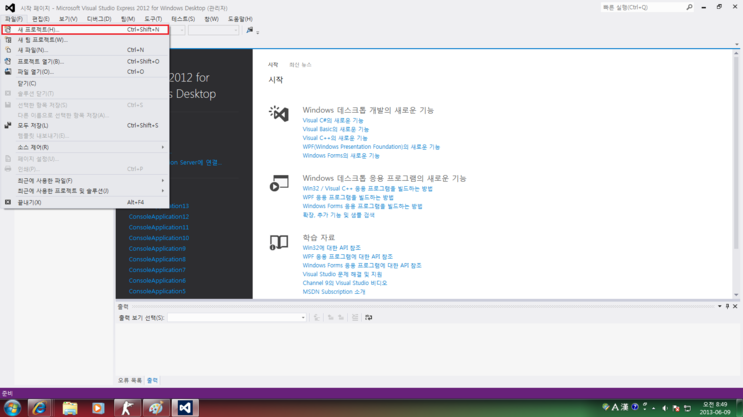 시작 페이지 - Microsoft Visual Studio Express 2012 for Windows Desktop (관리자)
빠른 실행(Ctrl+Q)
파일(F) 편집(E) 보기(V) 디버그(D) 팀(M) 도구(T) 테스트(S) 창(W) 도움말(H)
새 프로젝트(H)... Ctrl+Shift+N
새 팀 프로젝트(W)...
새 파일(N)... Ctrl+N
프로젝트 열기(B)... Ctrl+Shift+O
파일 열기(O)... Ctrl+O
닫기(C)
솔루션 닫기(T)
선택한 항목 저장(S) Ctrl+S
다른 이름으로 선택한 항목 저장(A)...
모두 저장(L) Ctrl+Shift+S
템플릿 내보내기(E)...
소스 제어(R)
페이지 설정(U)...
인쇄(P)... Ctrl+P
최근에 사용한 파일(F)
최근에 사용한 프로젝트 및 솔루션(J)
끝내기(X) Alt+F4
2012 for
s Desktop
on Server에 연결..
application13
ConsoleApplication12
ConsoleApplication11
ConsoleApplication10
ConsoleApplication9
ConsoleApplication8
ConsoleApplication7
ConsoleApplication6
ConsoleApplication5
시작 최신 뉴스
시작
Windows 데스크톱 개발의 새로운 기능
Visual C#의 새로운 기능
Visual Basic의 새로운 기능
Visual C++의 새로운 기능
WPF(Windows Presentation Foundation)의 새로운 기능
Windows Forms의 새로운 기능
Windows 데스크톱 응용 프로그램의 새로운 기능
Win32 / Visual C++ 응용 프로그램을 빌드하는 방법
WPF 응용 프로그램을 빌드하는 방법
Windows Forms 응용 프로그램을 빌드하는 방법
확장, 추가 기능 및 샘플 검색
학습 자료
Win32에 대한 API 참조
WPF 응용 프로그램에 대한 API 참조
Windows Forms 응용 프로그램에 대한 API 참조
Visual Studio 문제 해결 및 지원
Channel 9의 Visual Studio 비디오
MSDN Subscription 소개
출력
출력 보기 선택(S):
오류 목록 출력
준비
A 漢
오전 8:49
2013-06-09